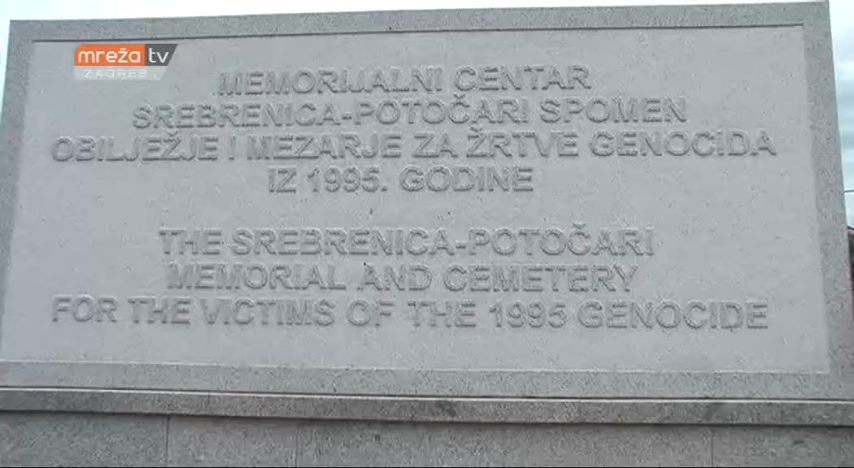 mreža tv
ZAGREB
MEMORIJALNI CENTAR
SREBRENICA-POTOČARI SPOMEN
OBILJEŽJE I MEZARJE ZA ŽRTVE GENOCIDA
IZ 1995. GODINE
THE SREBRENICA-POTOČARI
MEMORIAL AND CEMETERY
FOR THE VICTIMS OF THE 1995 GENOCIDE